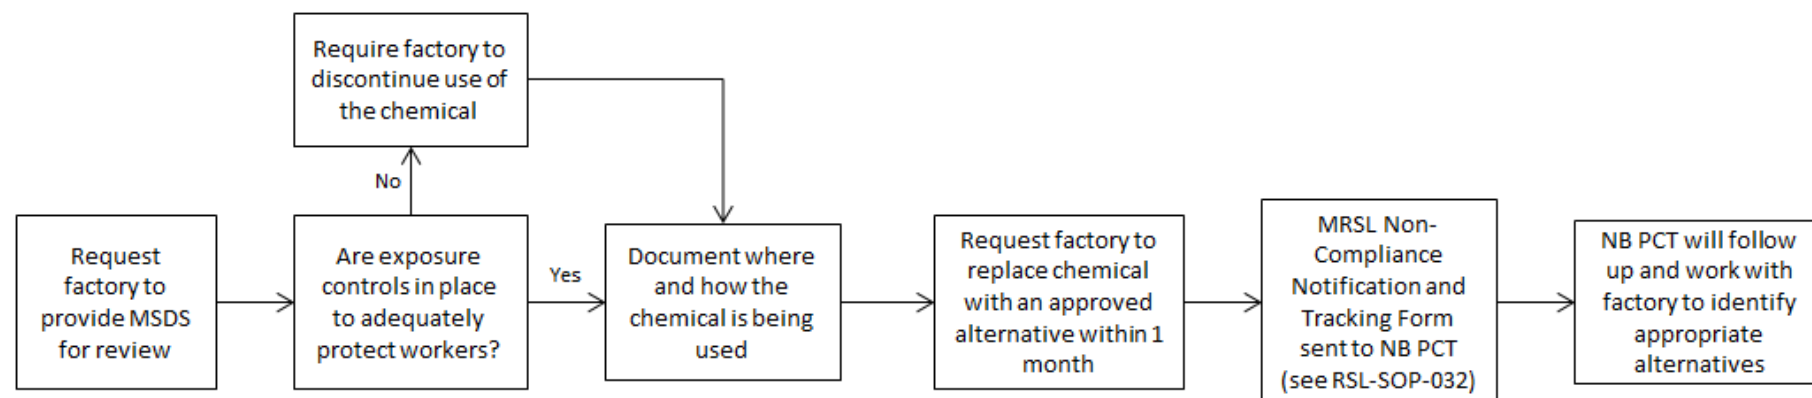 Require factory to
discontinue use of
the chemical
No
Request
factory to
provide MSDS
for review
Are exposure
controls in place
to adequately
protect workers?
Yes
Document where
and how the
chemical is being
used
Request factory to
replace chemical
with an approved
alternative within 1
month
MRSL Non-
Compliance
Notification and
Tracking Form
sent to NB PCT
(see RSL-SOP-032)
NB PCT will follow
up and work with
factory to identify
appropriate
alternatives